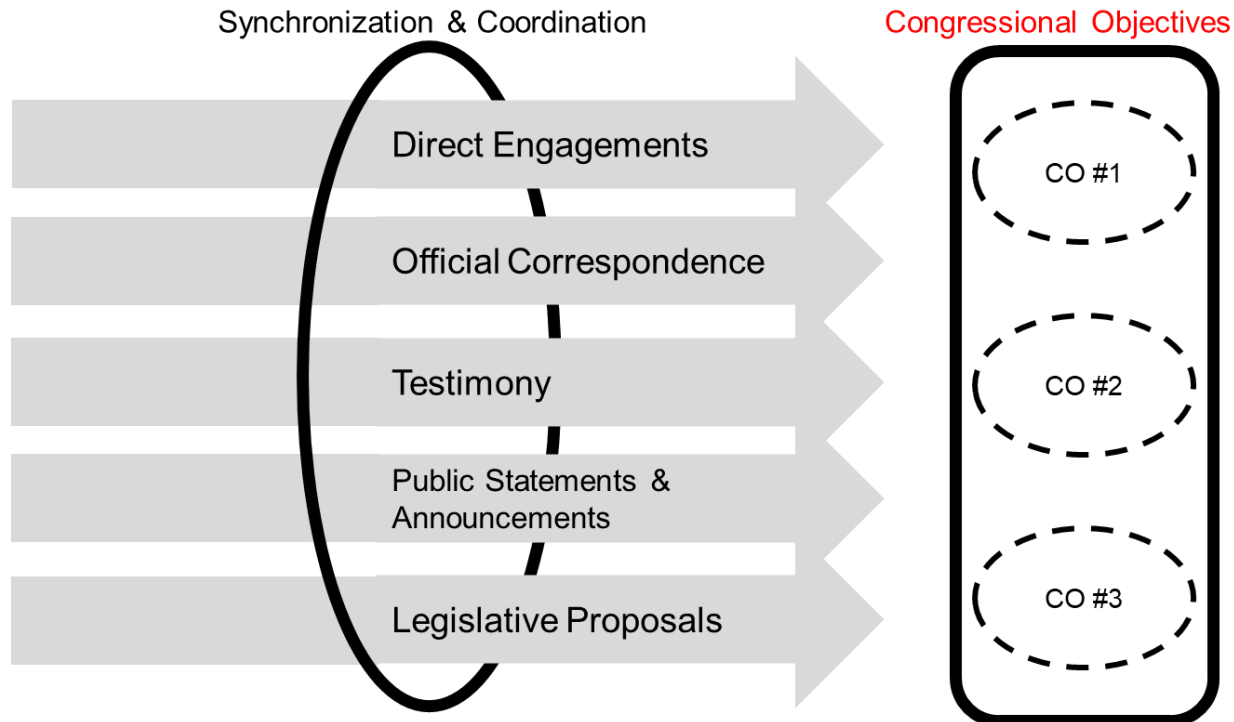 Synchronization & Coordination
Congressional Objectives
Direct Engagements
Official Correspondence
Testimony
Public Statements &
Announcements
Legislative Proposals
CO #1
CO #2
CO #3